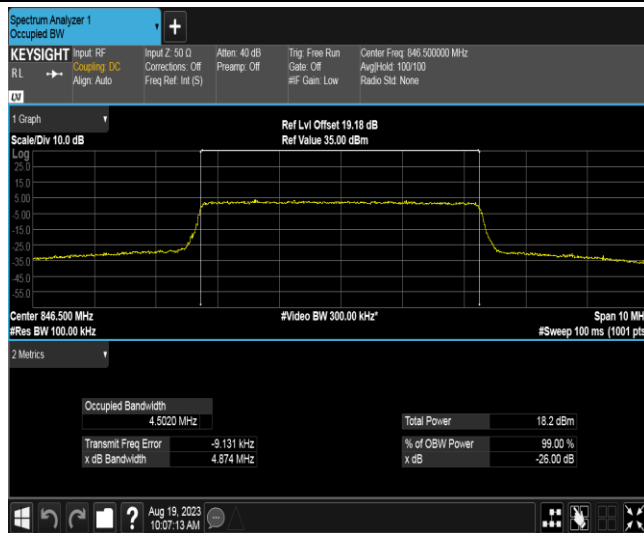 Spectrum Analyzer 1
Occupied BW
+
KEYSIGHT Input: RF Input Z: 50 Ω Atten: 40 dB Trig: Free Run Center Freq: 846.500000 MHz
RL Coupling: DC Corrections: Off Preamp: Off Gate: Off Avg|Hold: 100/100
Align: Auto Freq Ref: Int (S) #IF Gain: Low Radio Std: None
1 Graph
Ref Lvl Offset 19.18 dB
Scale/Div 10.0 dB Ref Value 35.00 dBm
Log
25.0
15.0
5.00
-5.00
-15.0
-25.0
-35.0
-45.0
-55.0
Center 846.500 MHz #Video BW 300.00 kHz* Span 10 MH
#Res BW 100.00 kHz #Sweep 100 ms (1001 pts
2 Metrics
Occupied Bandwidth
4.5020 MHz Total Power 18.2 dBm
Transmit Freq Error -9.131 kHz % of OBW Power 99.00 %
x dB Bandwidth 4.874 MHz x dB -26.00 dB
? Aug 19, 2023
10:07:13 AM